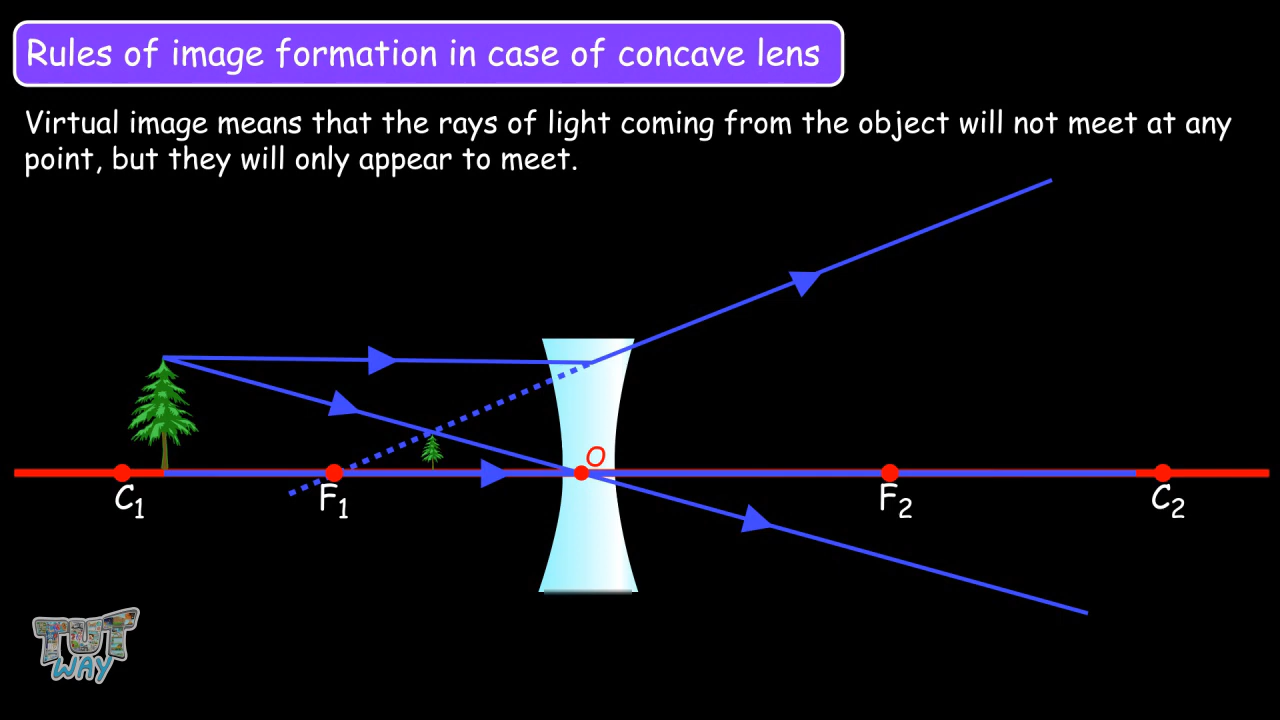 Rules of image formation in case of concave lens
Virtual image means that the rays of light coming from the object will not meet at any
point, but they will only appear to meet.
O
C1
F1
F2
C2
TUT
WAY